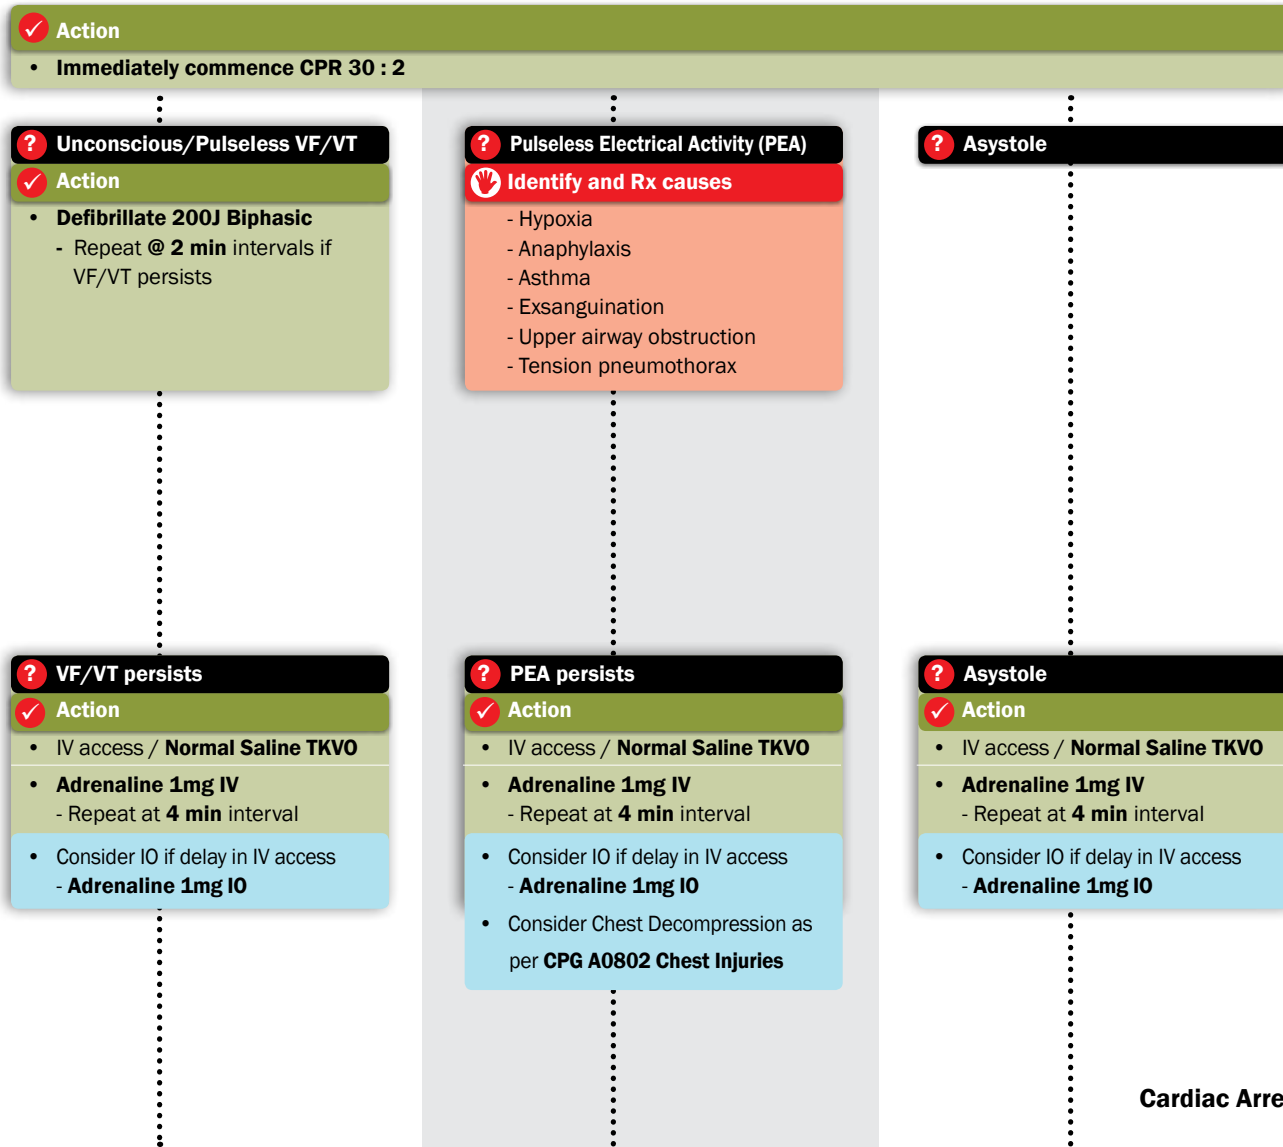 Action
• Immediately commence CPR 30 : 2
? Unconscious/Pulseless VF/VT
Action
• Defibrillate 200J Biphasic
- Repeat @ 2 min intervals if
VF/VT persists
? Pulseless Electrical Activity (PEA)
Identify and Rx causes
- Hypoxia
- Anaphylaxis
- Asthma
- Exsanguination
- Upper airway obstruction
- Tension pneumothorax
? Asystole
? VF/VT persists
Action
• IV access / Normal Saline TKVO
• Adrenaline 1mg IV
- Repeat at 4 min interval
• Consider IO if delay in IV access
- Adrenaline 1mg IO
? PEA persists
Action
• IV access / Normal Saline TKVO
• Adrenaline 1mg IV
- Repeat at 4 min interval
• Consider IO if delay in IV access
- Adrenaline 1mg IO
• Consider Chest Decompression as
per CPG A0802 Chest Injuries
? Asystole
Action
• IV access / Normal Saline TKVO
• Adrenaline 1mg IV
- Repeat at 4 min interval
• Consider IO if delay in IV access
- Adrenaline 1mg IO
Cardiac Arre